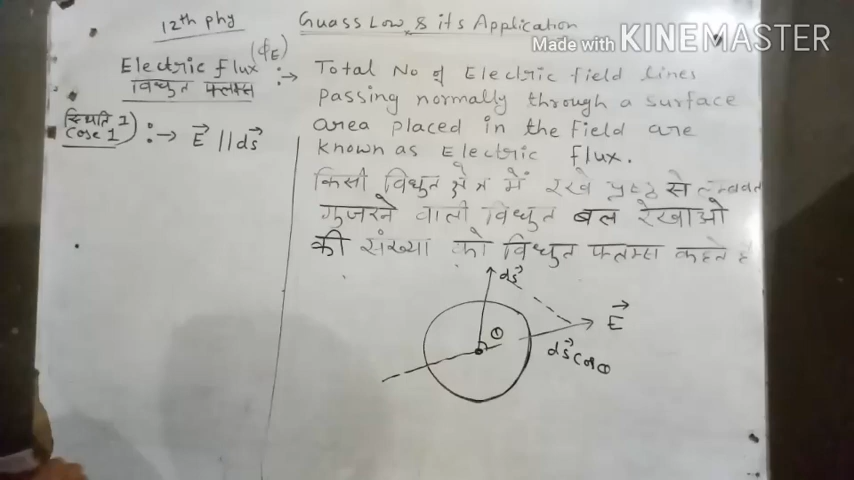 12th phy
Guass Low & its Application
Made with KINEMASTER
Electric flux (ϕE)
विधुत फ्लक्स
:→ Total No of Electric field lines
passing normally through a surface
area placed in the field are
known as Electric flux.
स्थिति 1
Case 1 :→ E⃗ || ds⃗
किसी विधुत क्षेत्र में रखे पृष्ठ से लम्बवत
गुजरने वाली विधुत बल रेखाओ
की संख्या को विधुत फ्लक्स कहते है
ds⃗
E⃗
θ
ds⃗ cosθ